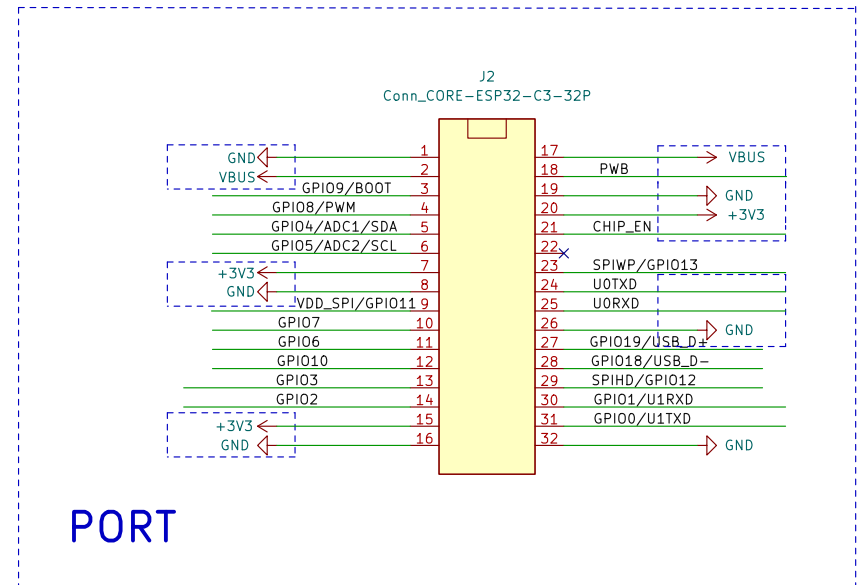 J2
Conn_CORE-ESP32-C3-32P
GND 1 17 VBUS
VBUS 2 18 PWB
GPIO9/BOOT 3 19 GND
GPIO8/PWM 4 20 +3V3
GPIO4/ADC1/SDA 5 21 CHIP_EN
GPIO5/ADC2/SCL 6 22
+3V3 7 23 SPIWP/GPIO13
GND 8 24 U0TXD
VDD_SPI/GPIO11 9 25 U0RXD
GPIO7 10 26 GND
GPIO6 11 27 GPIO19/USB_D+
GPIO10 12 28 GPIO18/USB_D-
GPIO3 13 29 SPIHD/GPIO12
GPIO2 14 30 GPIO1/U1RXD
+3V3 15 31 GPIO0/U1TXD
GND 16 32 GND
PORT